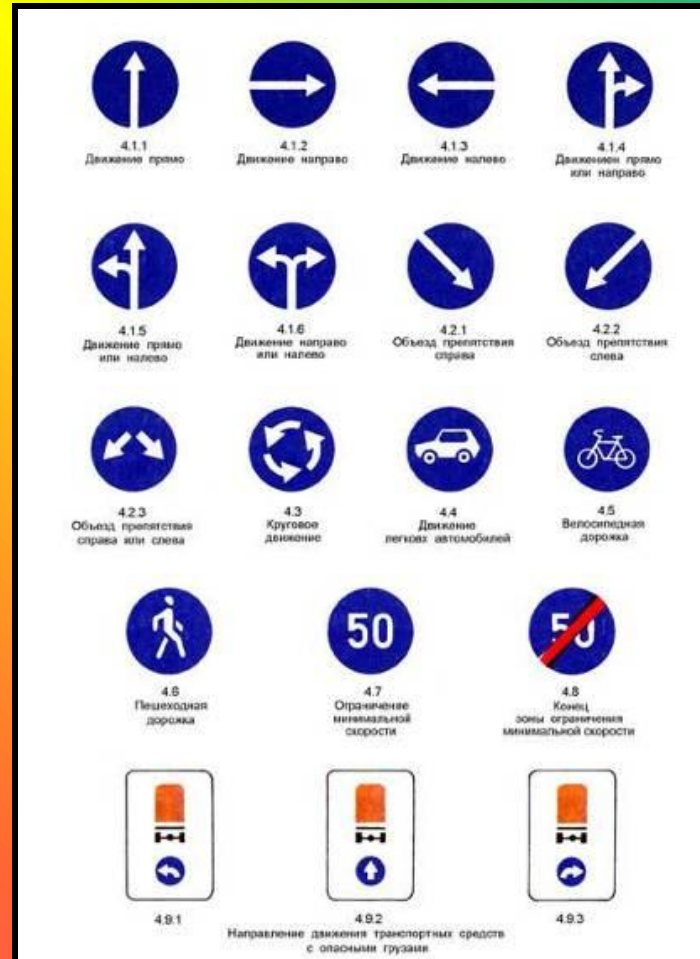 4.1.1
Движение прямо
4.1.2
Движение направо
4.1.3
Движение налево
4.1.4
Движениен прямо
или направо
4.1.5
Движение прямо
или налево
4.1.6
Движение направо
или налево
4.2.1
Объезд препятствия
справа
4.2.2
Объезд препятствия
слева
4.2.3
Объезд препятствия
справа или слева
4.3
Круговое
движение
4.4
Движение
легковх автомобилей
4.5
Велосипедная
дорожка
50
4.6
Пешеходная
дорожка
4.7
Ограничение
минимальной
скорости
50
4.8
Конец
зоны ограничения
минимальной скорости
4.9.1
4.9.2
4.9.3
Направление движения транспортных средств
с опасными грузами